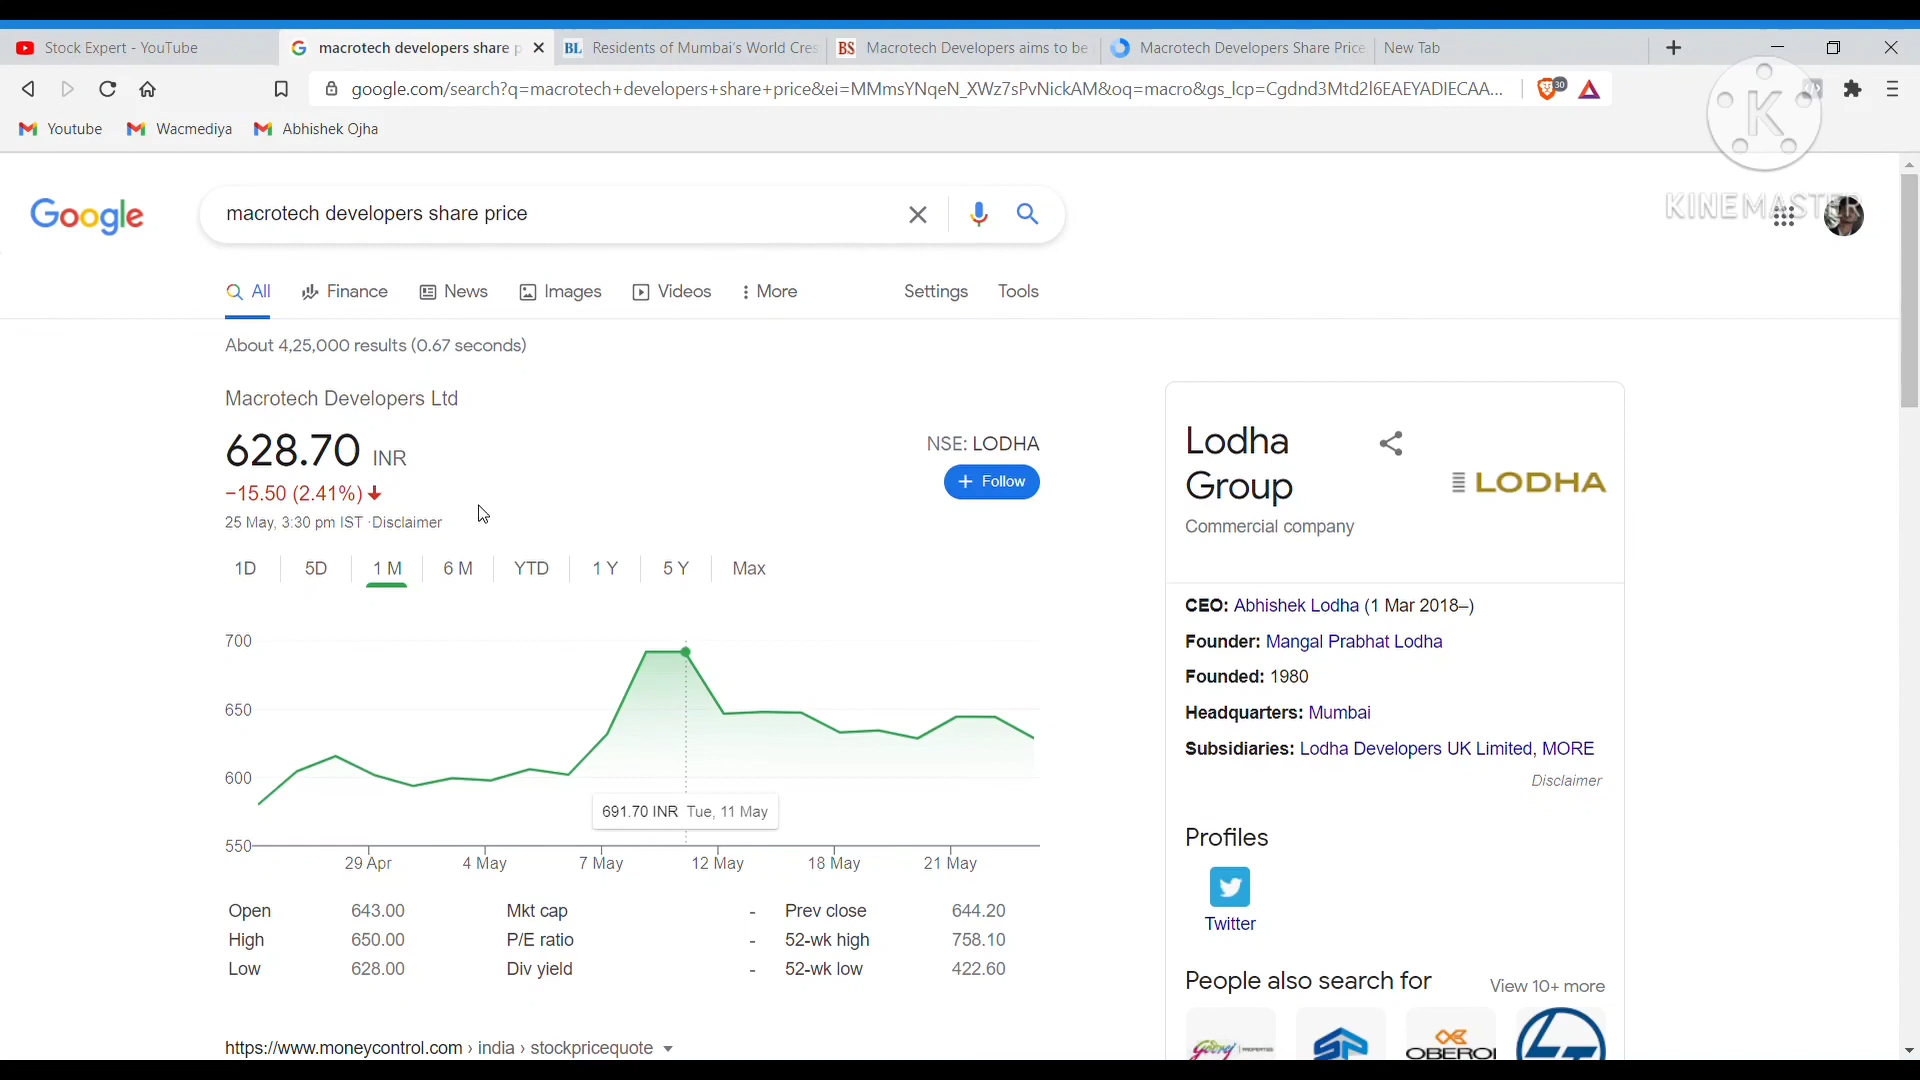 Stock Expert - YouTube
macrotech developers share p
BL Residents of Mumbai's World Cres
BS Macrotech Developers aims to be
Macrotech Developers Share Price
New Tab
google.com/search?q=macrotech+developers+share+price&ei=MMmsYNqeN_XWz7sPvNickAM&oq=macro&gs_lcp=Cgdnd3Mtd2l6EAEYADIECAA...
30
K
Youtube
Wacmediya
Abhishek Ojha
KINEMASTER
Google
macrotech developers share price
All
Finance
News
Images
Videos
More
Settings
Tools
About 4,25,000 results (0.67 seconds)
Macrotech Developers Ltd
628.70 INR
−15.50 (2.41%)
25 May, 3:30 pm IST · Disclaimer
NSE: LODHA
+ Follow
1D 5D 1 M 6 M YTD 1 Y 5 Y Max
700
650
600
550
691.70 INR Tue, 11 May
29 Apr 4 May 7 May 12 May 18 May 21 May
Open 643.00 Mkt cap - Prev close 644.20
High 650.00 P/E ratio - 52-wk high 758.10
Low 628.00 Div yield - 52-wk low 422.60
https://www.moneycontrol.com › india › stockpricequote
Lodha
Group
LODHA
Commercial company
CEO: Abhishek Lodha (1 Mar 2018–)
Founder: Mangal Prabhat Lodha
Founded: 1980
Headquarters: Mumbai
Subsidiaries: Lodha Developers UK Limited, MORE
Disclaimer
Profiles
Twitter
People also search for
View 10+ more
Godrej PROPERTIES
OBEROI